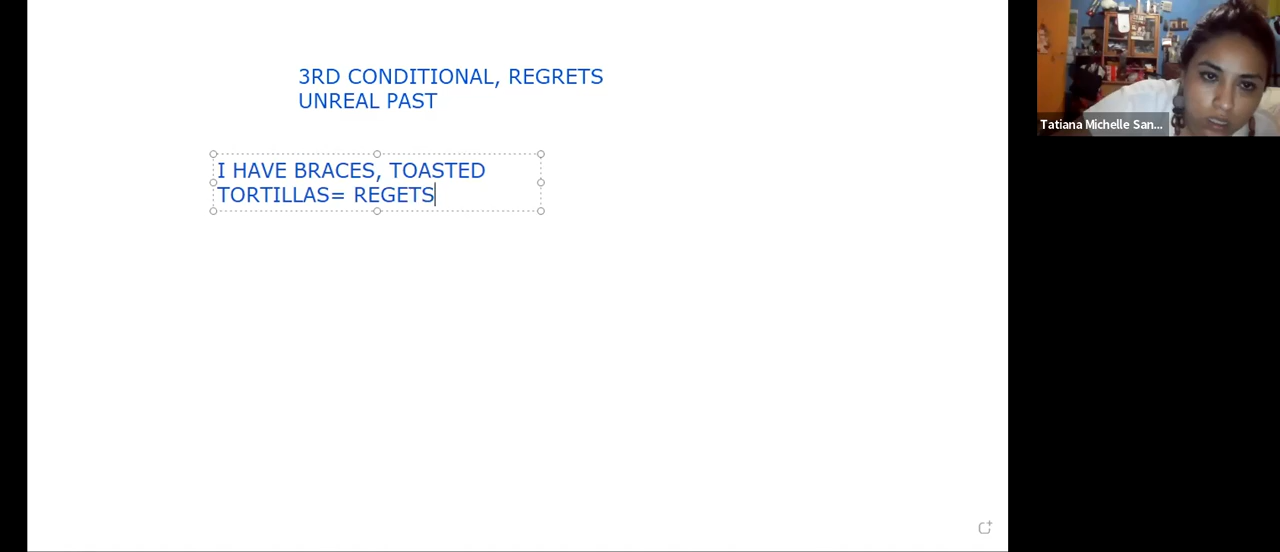 3RD CONDITIONAL, REGRETS
UNREAL PAST
I HAVE BRACES, TOASTED
TORTILLAS= REGETS
Tatiana Michelle San...